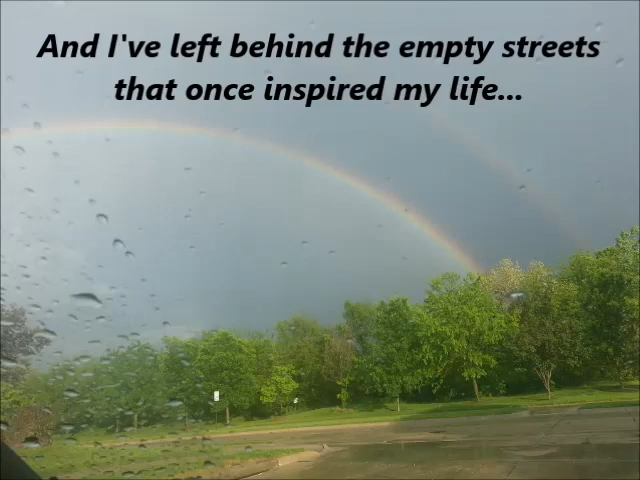 And I've left behind the empty streets
that once inspired my life...